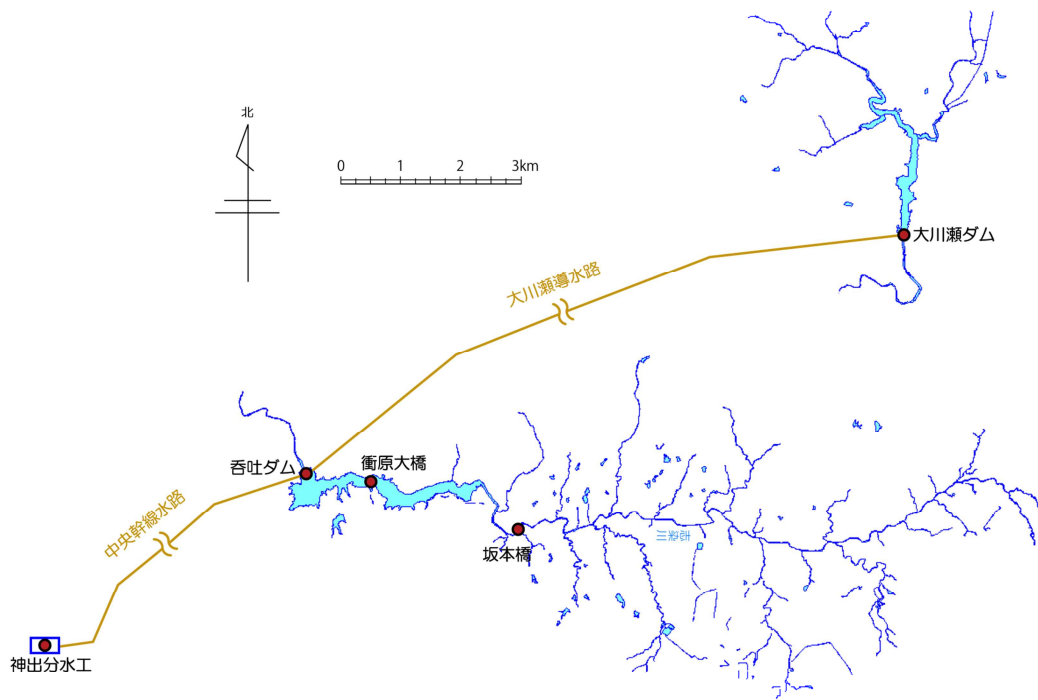 北
0 1 2 3km
大川瀬ダム
大川瀬導水路
呑吐ダム
衝原大橋
中央幹線水路
坂本橋
志染川
神出分水工